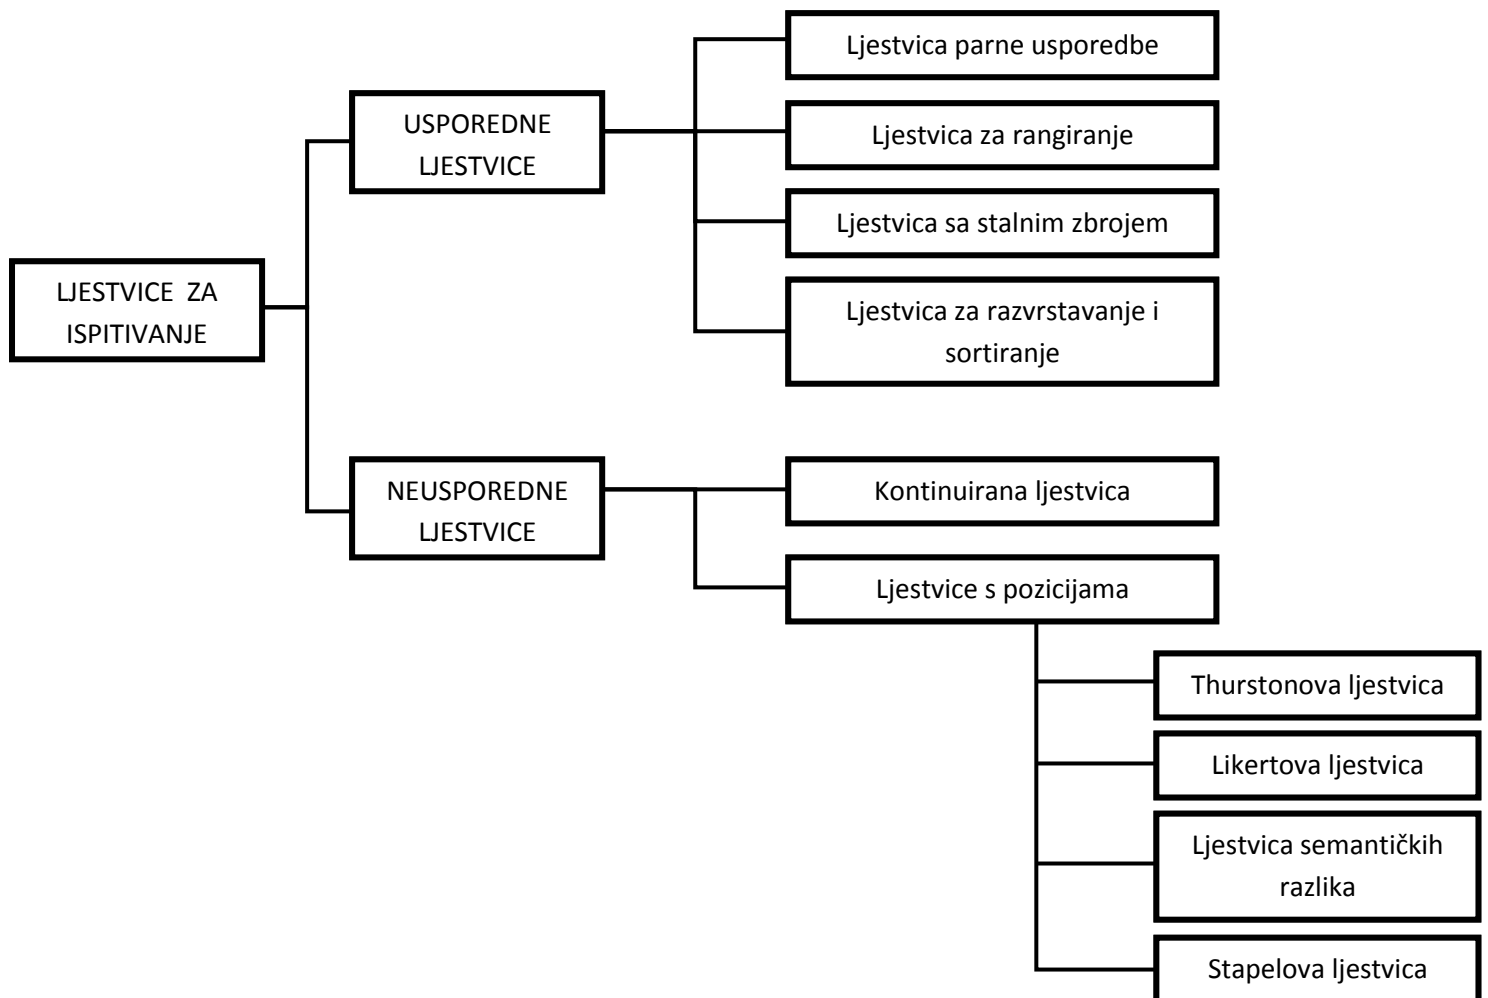 Ljestvica parne usporedbe
USPOREDNE
LJESTVICE
Ljestvica za rangiranje
Ljestvica sa stalnim zbrojem
LJESTVICE ZA
ISPITIVANJE
Ljestvica za razvrstavanje i
sortiranje
NEUSPOREDNE
LJESTVICE
Kontinuirana ljestvica
Ljestvice s pozicijama
Thurstonova ljestvica
Likertova ljestvica
Ljestvica semantičkih
razlika
Stapelova ljestvica